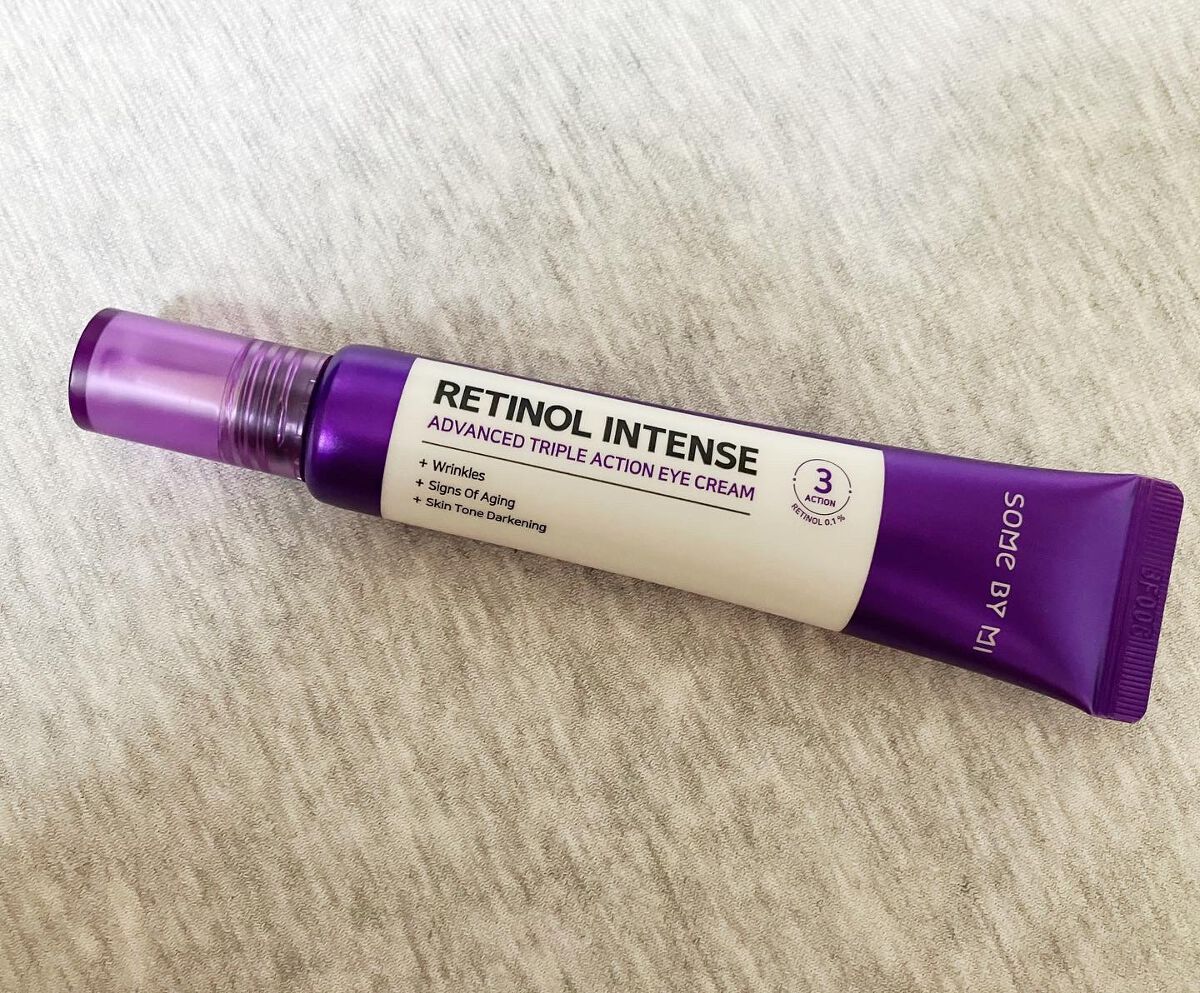 RETINOL INTENSE
ADVANCED TRIPLE ACTION EYE CREAM
+ Wrinkles
+ Signs Of Aging
+ Skin Tone Darkening
3
ACTION
RETINOL 0.1%
SOME BY MI